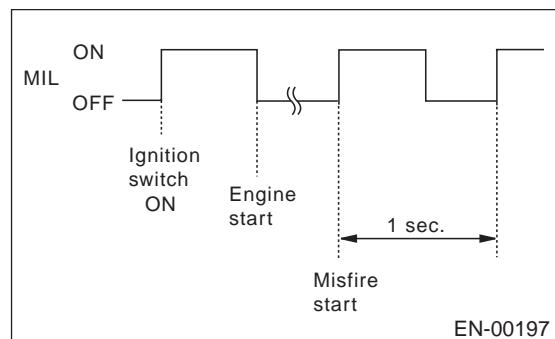 ON
MIL
OFF
Ignition
switch
ON
Engine
start
1 sec.
Misfire
start
EN-00197